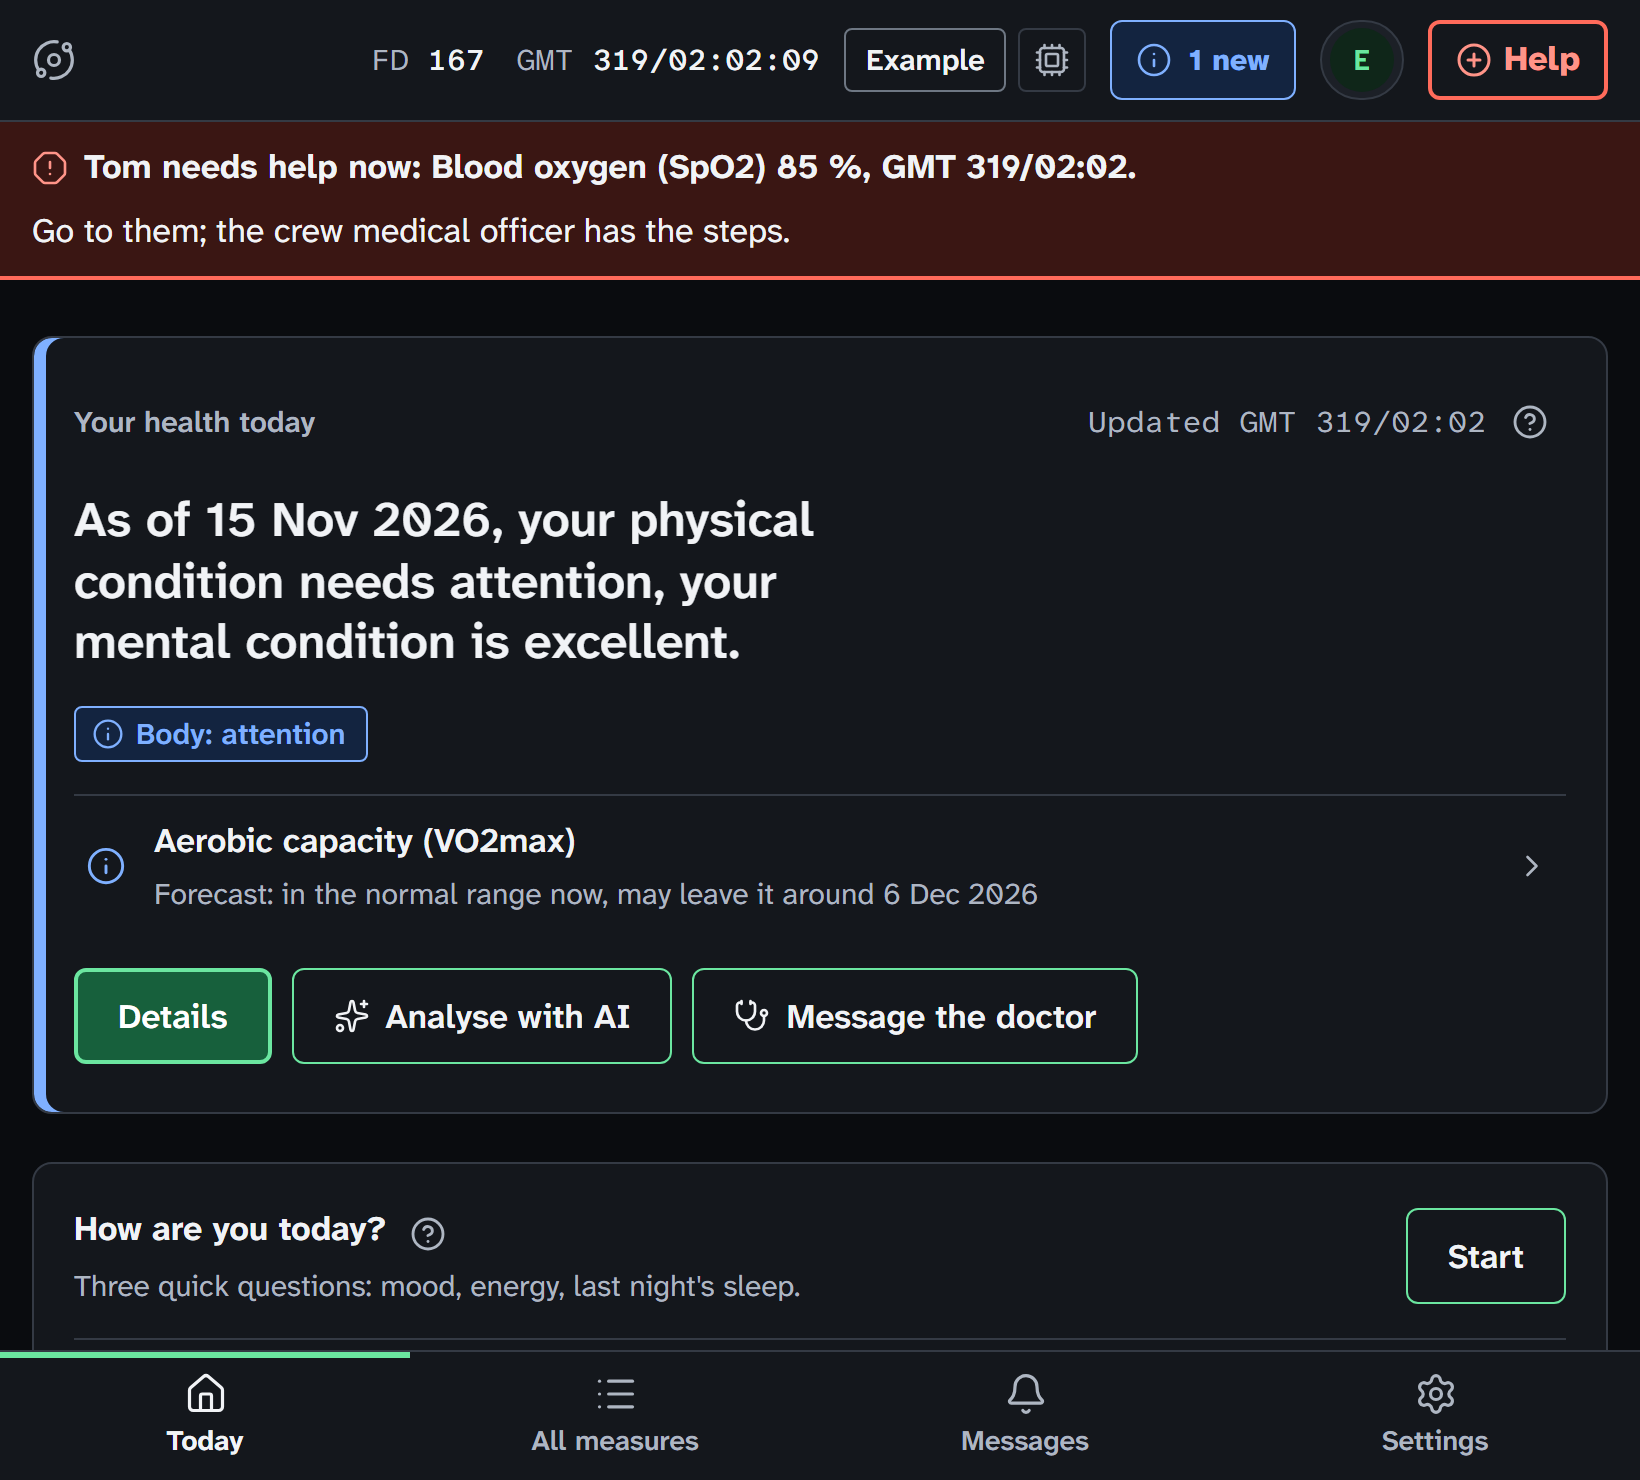 FD 167 GMT 319/02:02:09 Example 1 new E Help
Tom needs help now: Blood oxygen (SpO2) 85 %, GMT 319/02:02.
Go to them; the crew medical officer has the steps.
Your health today Updated GMT 319/02:02
As of 15 Nov 2026, your physical
condition needs attention, your
mental condition is excellent.
Body: attention
Aerobic capacity (VO2max)
Forecast: in the normal range now, may leave it around 6 Dec 2026
Details Analyse with AI Message the doctor
How are you today?
Three quick questions: mood, energy, last night's sleep.
Start
Today All measures Messages Settings